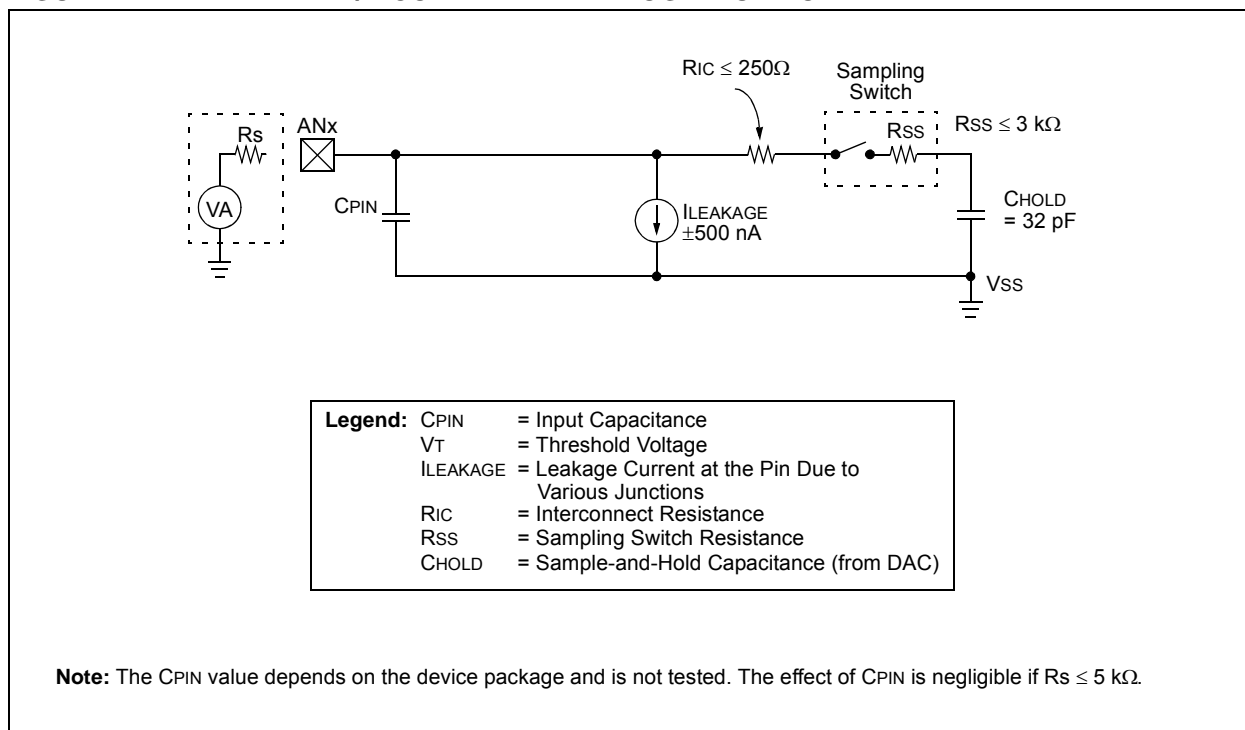 RIC ≤ 250Ω
Sampling
Switch
Rs
ANx
RSS
RSS ≤ 3 kΩ
VA
CPIN
ILEAKAGE
±500 nA
CHOLD
= 32 pF
VSS
Legend: CPIN = Input Capacitance
VT = Threshold Voltage
ILEAKAGE = Leakage Current at the Pin Due to
Various Junctions
RIC = Interconnect Resistance
RSS = Sampling Switch Resistance
CHOLD = Sample-and-Hold Capacitance (from DAC)
Note: The CPIN value depends on the device package and is not tested. The effect of CPIN is negligible if Rs ≤ 5 kΩ.